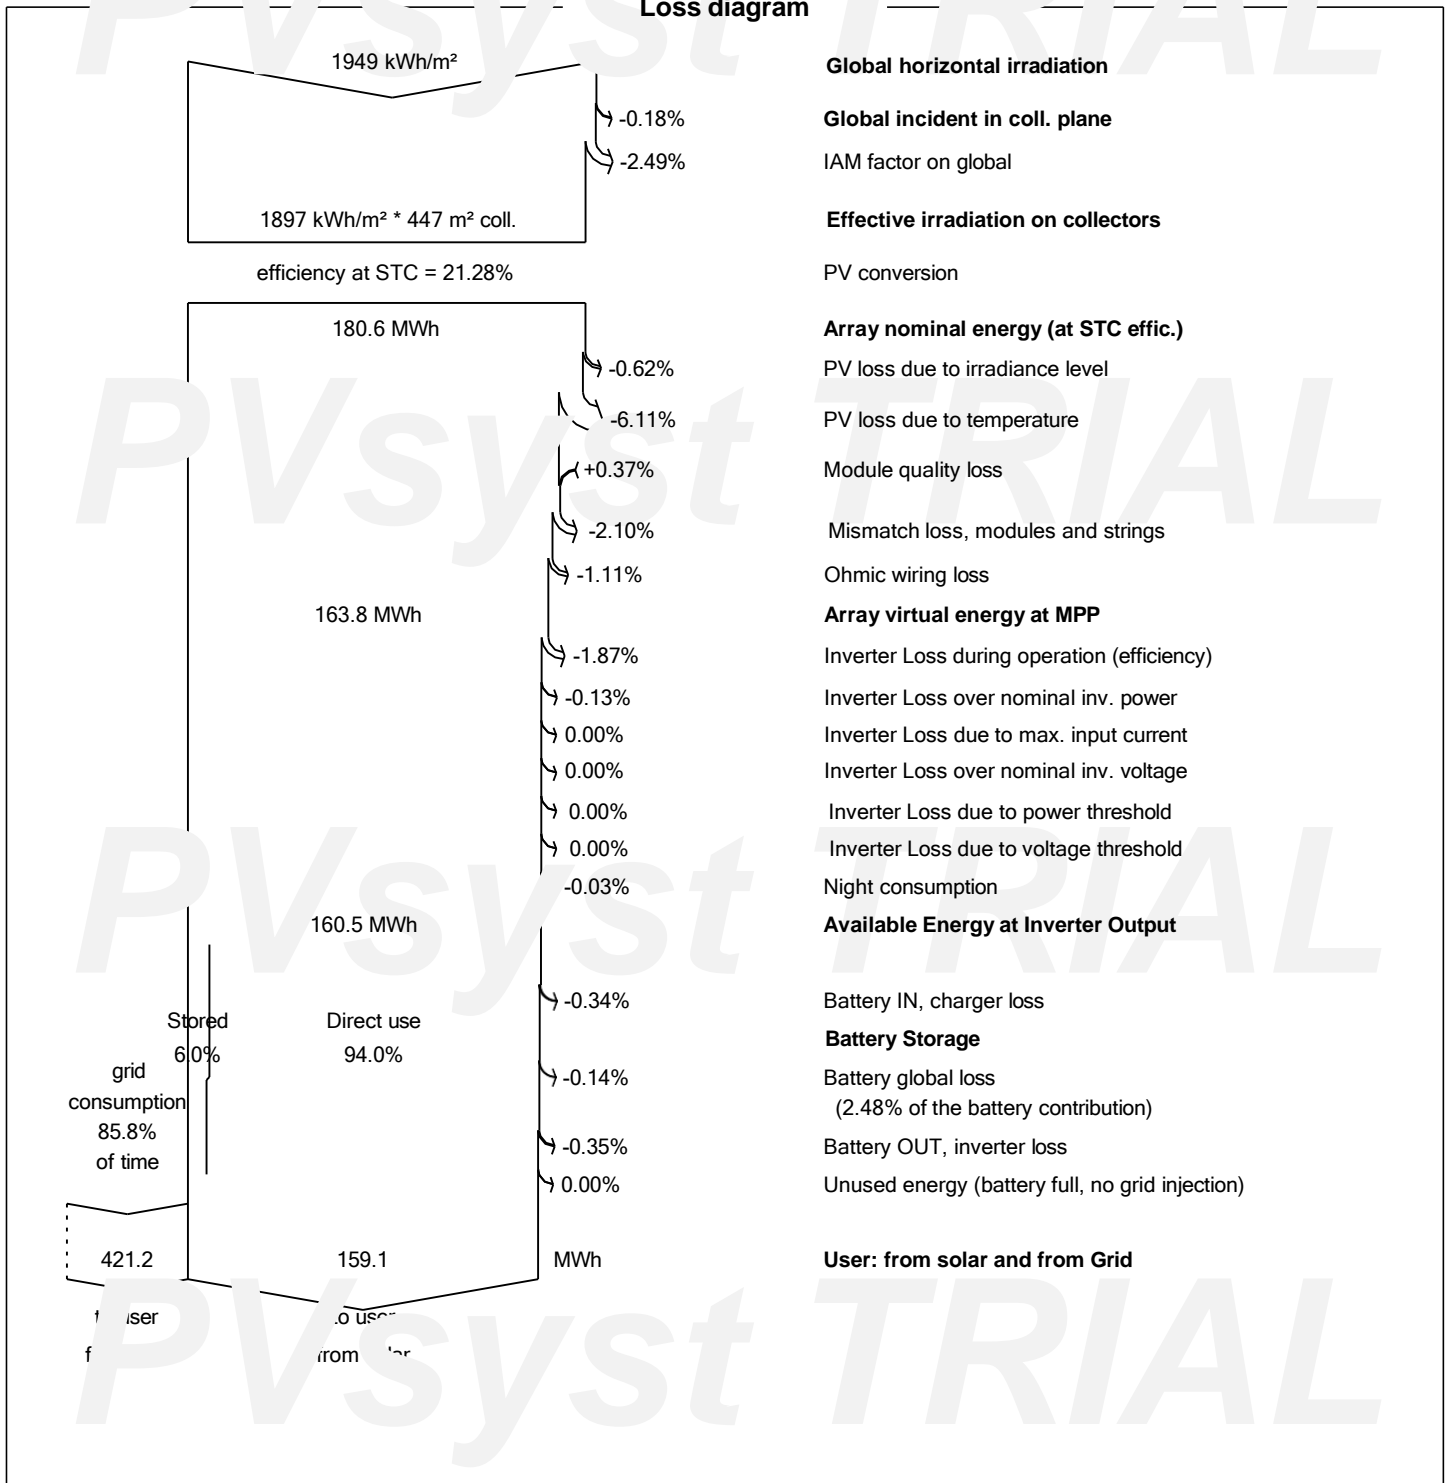 Loss diagram
1949 kWh/m²
Global horizontal irradiation
-0.18%
Global incident in coll. plane
-2.49%
IAM factor on global
1897 kWh/m² * 447 m² coll.
Effective irradiation on collectors
efficiency at STC = 21.28%
PV conversion
180.6 MWh
Array nominal energy (at STC effic.)
-0.62%
PV loss due to irradiance level
-6.11%
PV loss due to temperature
+0.37%
Module quality loss
-2.10%
Mismatch loss, modules and strings
-1.11%
Ohmic wiring loss
163.8 MWh
Array virtual energy at MPP
-1.87%
Inverter Loss during operation (efficiency)
-0.13%
Inverter Loss over nominal inv. power
0.00%
Inverter Loss due to max. input current
0.00%
Inverter Loss over nominal inv. voltage
0.00%
Inverter Loss due to power threshold
0.00%
Inverter Loss due to voltage threshold
-0.03%
Night consumption
160.5 MWh
Available Energy at Inverter Output
-0.34%
Battery IN, charger loss
Stored
6.0%
Direct use
94.0%
Battery Storage
grid
consumption
85.8%
of time
-0.14%
Battery global loss
(2.48% of the battery contribution)
-0.35%
Battery OUT, inverter loss
0.00%
Unused energy (battery full, no grid injection)
421.2
159.1
MWh
User: from solar and from Grid
user
to user
from solar
PVsyst TRIAL
PVsyst TRIAL
PVsyst TRIAL
PVsyst TRIAL